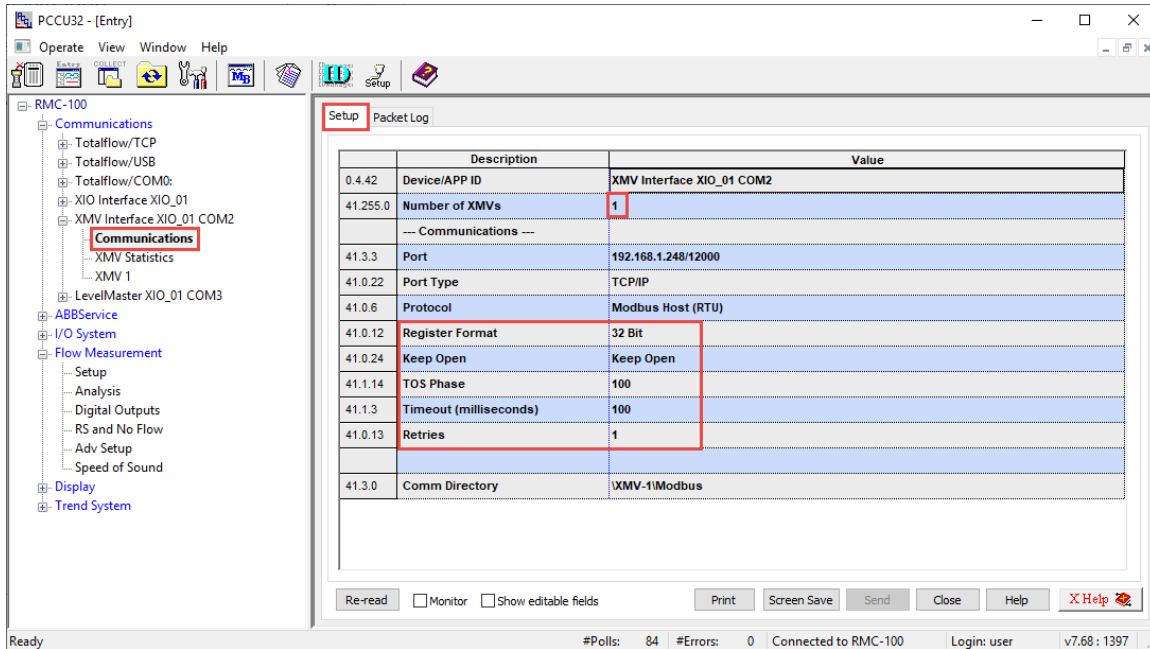 PCCU32 - [Entry]
Operate View Window Help
Entry COLLECT MB ID Setup
RMC-100
Communications
Totalflow/TCP
Totalflow/USB
Totalflow/COM0:
XIO Interface XIO_01
XMV Interface XIO_01 COM2
Communications
XMV Statistics
XMV 1
LevelMaster XIO_01 COM3
ABBService
I/O System
Flow Measurement
Setup
Analysis
Digital Outputs
RS and No Flow
Adv Setup
Speed of Sound
Display
Trend System
Setup Packet Log
Description Value
0.4.42 Device/APP ID XMV Interface XIO_01 COM2
41.255.0 Number of XMVs 1
--- Communications ---
41.3.3 Port 192.168.1.248/12000
41.0.22 Port Type TCP/IP
41.0.6 Protocol Modbus Host (RTU)
41.0.12 Register Format 32 Bit
41.0.24 Keep Open Keep Open
41.1.14 TOS Phase 100
41.1.3 Timeout (milliseconds) 100
41.0.13 Retries 1
41.3.0 Comm Directory \XMV-1\Modbus
Re-read Monitor Show editable fields Print Screen Save Send Close Help X Help
Ready #Polls: 84 #Errors: 0 Connected to RMC-100 Login: user v7.68 : 1397